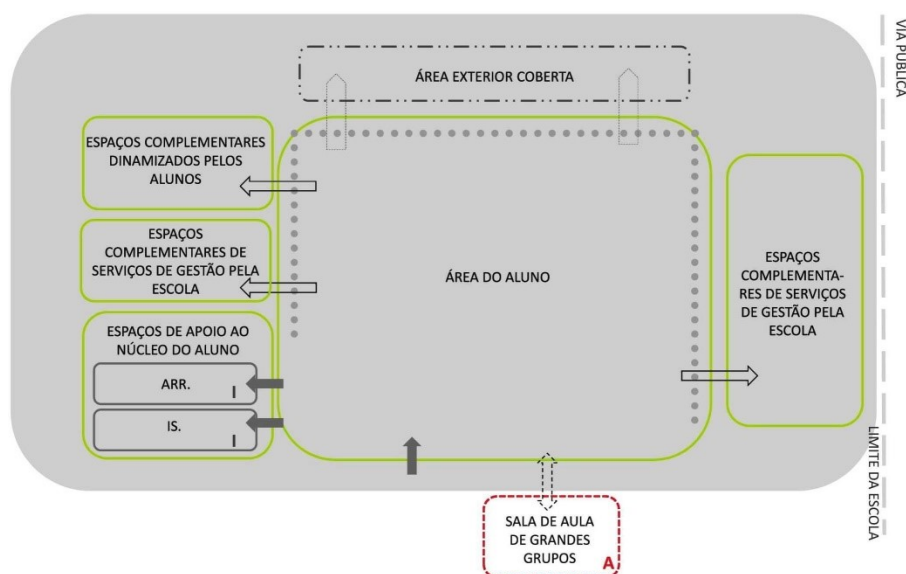 VIA PÚBLICA
ÁREA EXTERIOR COBERTA
ESPAÇOS COMPLEMENTARES
DINAMIZADOS PELOS
ALUNOS
ESPAÇOS
COMPLEMENTARES DE
SERVIÇOS DE GESTÃO PELA
ESCOLA
ÁREA DO ALUNO
ESPAÇOS
COMPLEMENTA-
RES DE SERVIÇOS
DE GESTÃO PELA
ESCOLA
ESPAÇOS DE APOIO AO
NÚCLEO DO ALUNO
ARR.
I
IS.
I
LIMITE DA ESCOLA
SALA DE AULA
DE GRANDES
GRUPOS
A